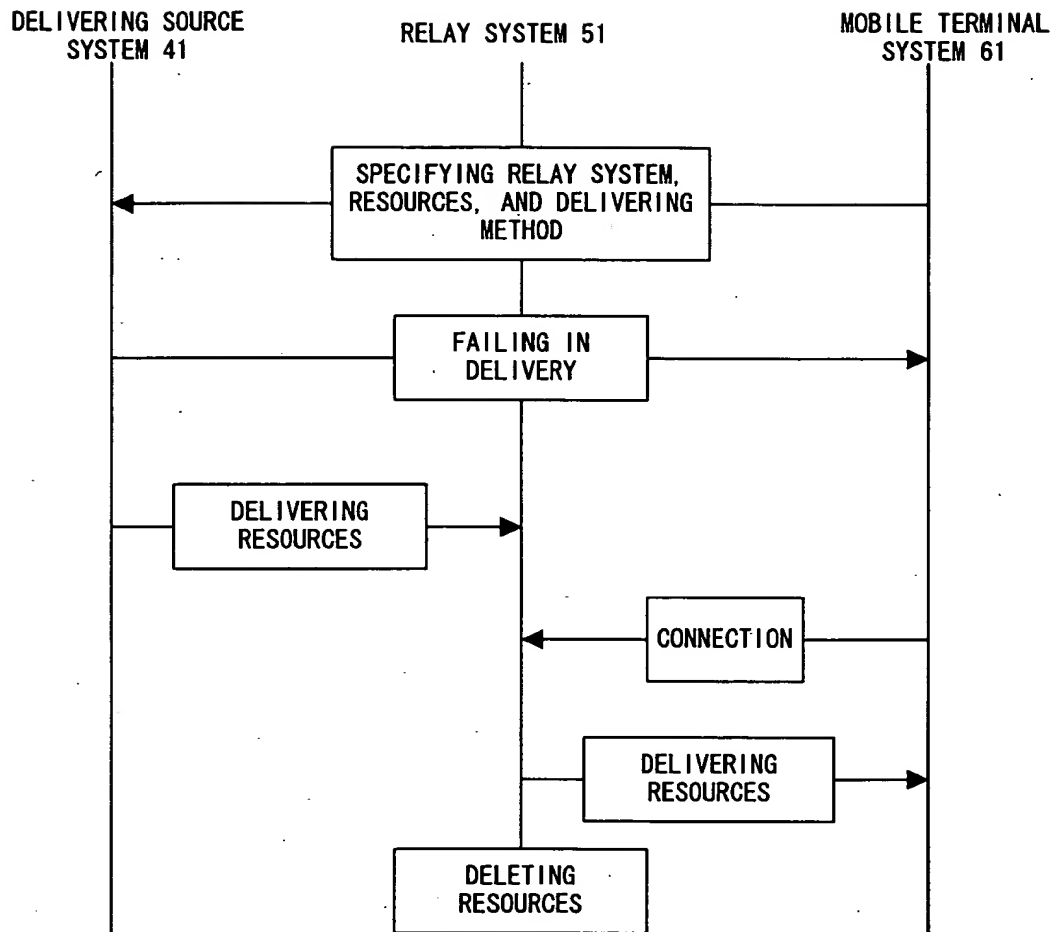 DELIVERING SOURCE
SYSTEM 41
RELAY SYSTEM 51
MOBILE TERMINAL
SYSTEM 61
SPECIFYING RELAY SYSTEM,
RESOURCES, AND DELIVERING
METHOD
FAILING IN
DELIVERY
DELIVERING
RESOURCES
CONNECTION
DELIVERING
RESOURCES
DELETING
RESOURCES